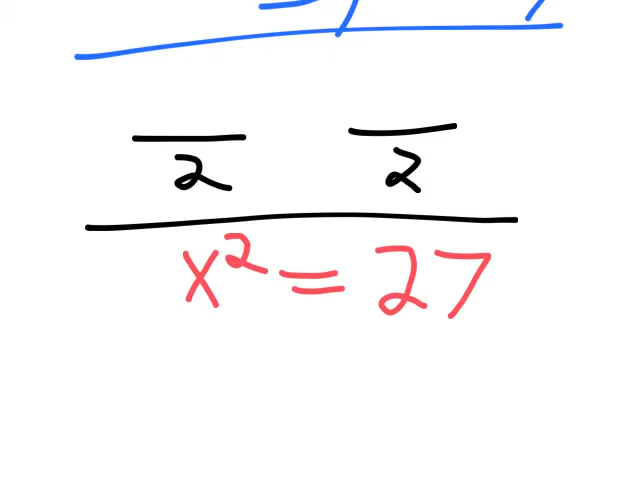 2 2
x² = 27